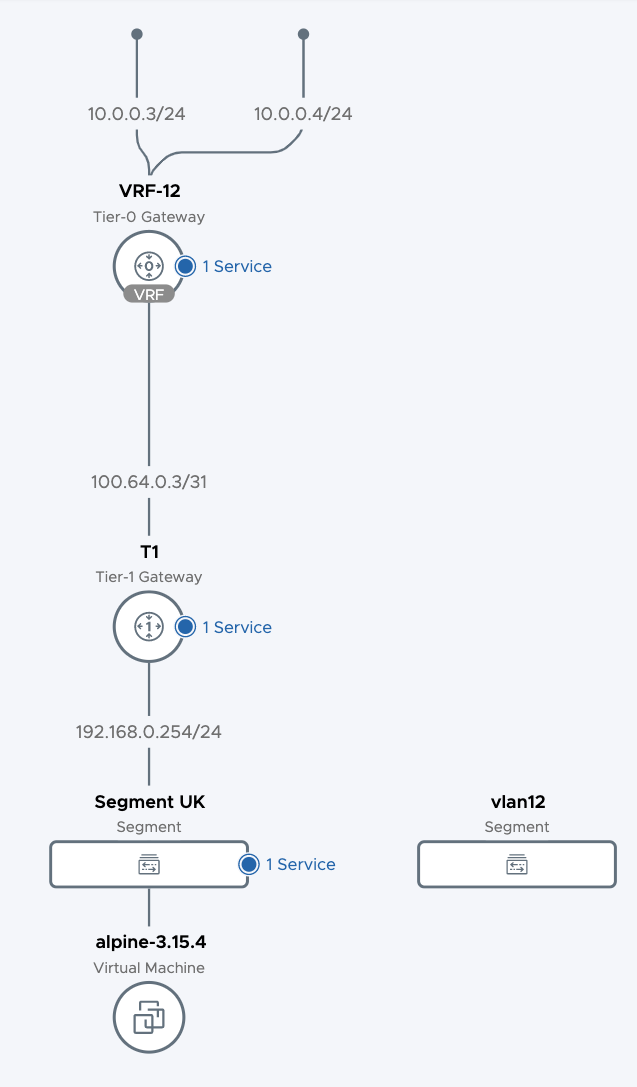 10.0.0.3/24
10.0.0.4/24
VRF-12
Tier-0 Gateway
0
1 Service
VRF
100.64.0.3/31
T1
Tier-1 Gateway
1
1 Service
192.168.0.254/24
Segment UK
Segment
1 Service
vlan12
Segment
alpine-3.15.4
Virtual Machine